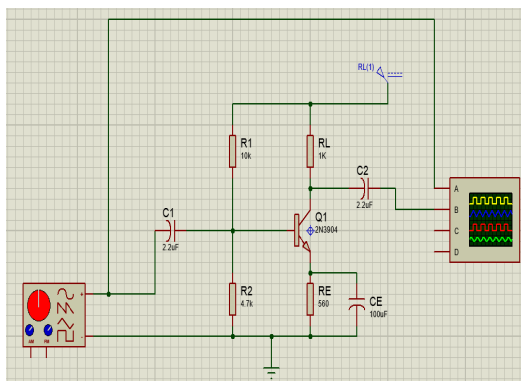 RL(1)
R1
10k
RL
1K
C2
2.2uF
A
B
C
D
C1
2.2uF
Q1
2N3904
R2
4.7k
RE
560
CE
100uF
+
-
AM